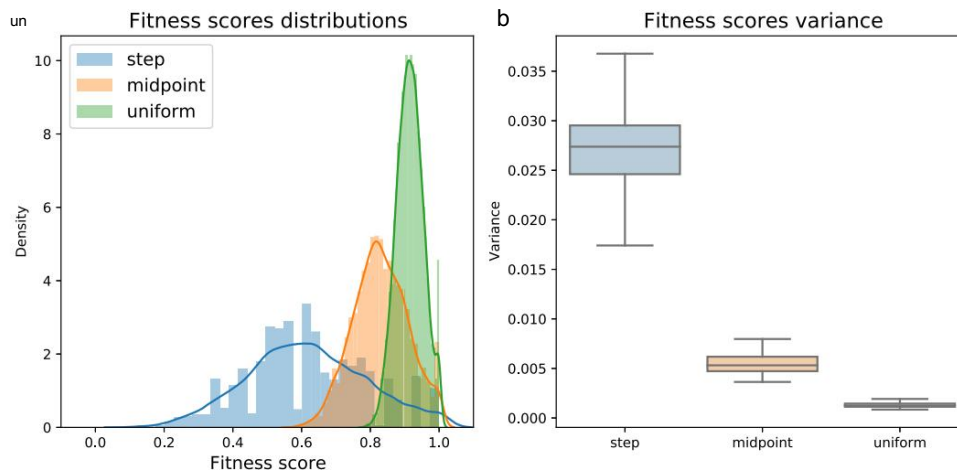 un
Fitness scores distributions
10
8
6
4
2
0
Density
step
midpoint
uniform
0.0 0.2 0.4 0.6 0.8 1.0
Fitness score
b
Fitness scores variance
0.035
0.030
0.025
0.020
0.015
0.010
0.005
0.000
Variance
step midpoint uniform